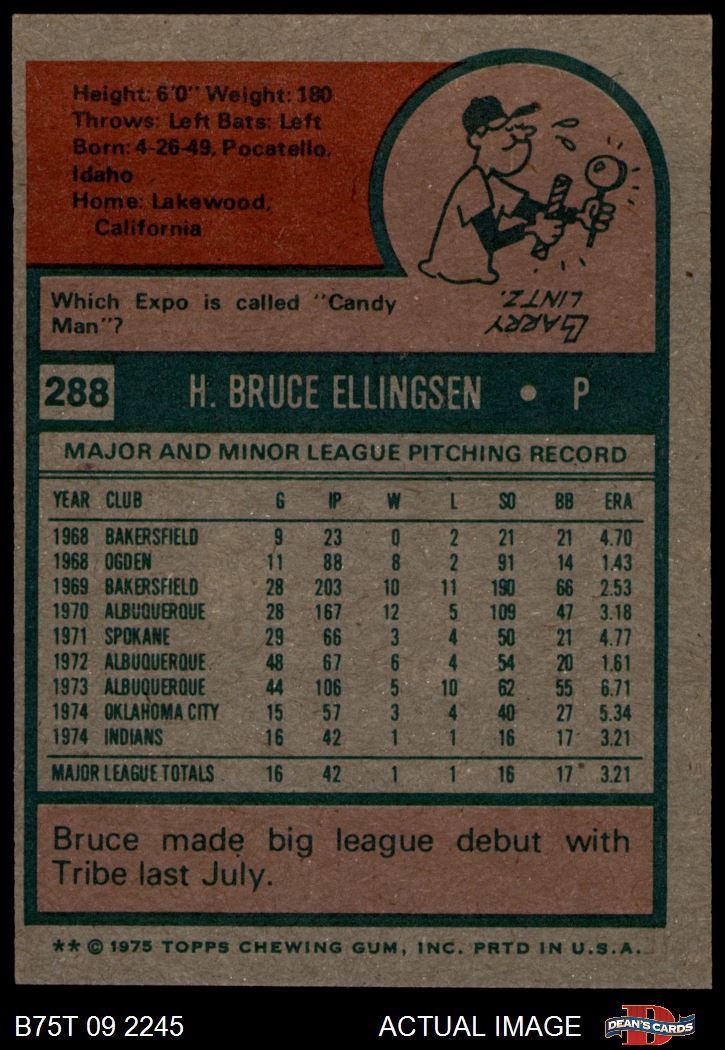 Height: 6'0" Weight: 180
Throws: Left Bats: Left
Born: 4-26-49, Pocatello,
Idaho
Home: Lakewood,
California
Which Expo is called "Candy
Man"?
LARRY
LINTZ.
288 H. BRUCE ELLINGSEN • P
MAJOR AND MINOR LEAGUE PITCHING RECORD
YEAR CLUB G IP W L SO BB ERA
1968 BAKERSFIELD 9 23 0 2 21 21 4.70
1968 OGDEN 11 88 8 2 91 14 1.43
1969 BAKERSFIELD 28 203 10 11 190 66 2.53
1970 ALBUQUERQUE 28 167 12 5 109 47 3.18
1971 SPOKANE 29 66 3 4 50 21 4.77
1972 ALBUQUERQUE 48 67 6 4 54 20 1.61
1973 ALBUQUERQUE 44 106 5 10 62 55 6.71
1974 OKLAHOMA CITY 15 57 3 4 40 27 5.34
1974 INDIANS 16 42 1 1 16 17 3.21
MAJOR LEAGUE TOTALS 16 42 1 1 16 17 3.21
Bruce made big league debut with
Tribe last July.
** © 1975 TOPPS CHEWING GUM, INC. PRTD IN U.S.A.
B75T 09 2245 ACTUAL IMAGE DEAN'S CARDS